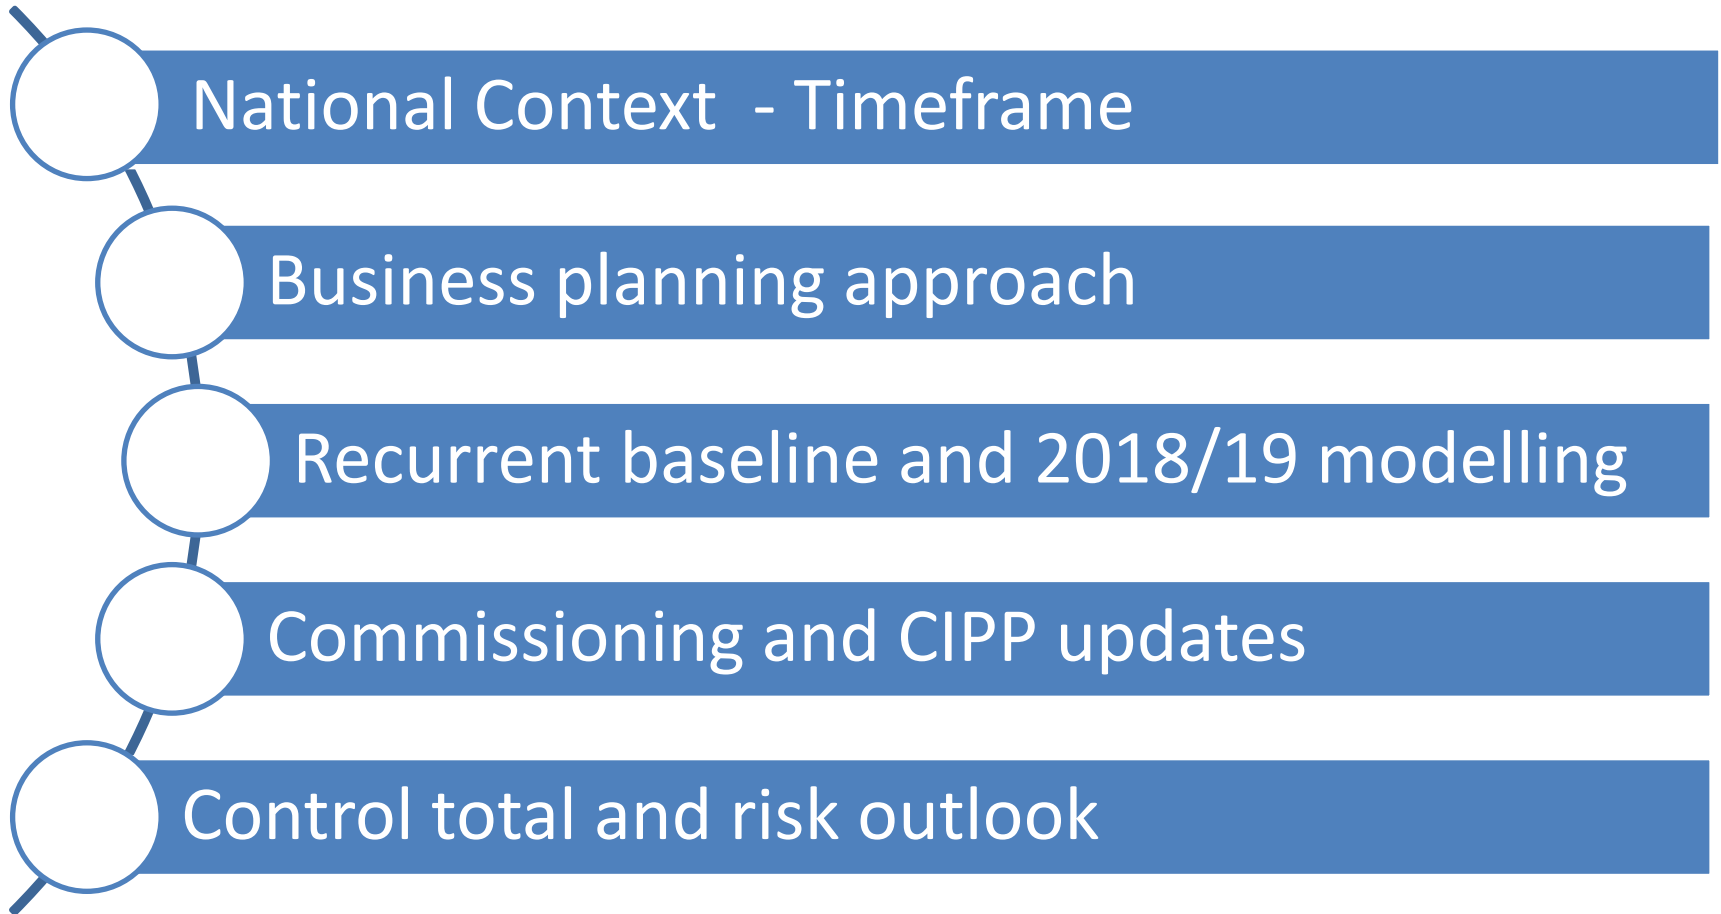 National Context  - Timeframe
Business planning approach
Recurrent baseline and 2018/19 modelling
Commissioning and CIPP updates
Control total and risk outlook